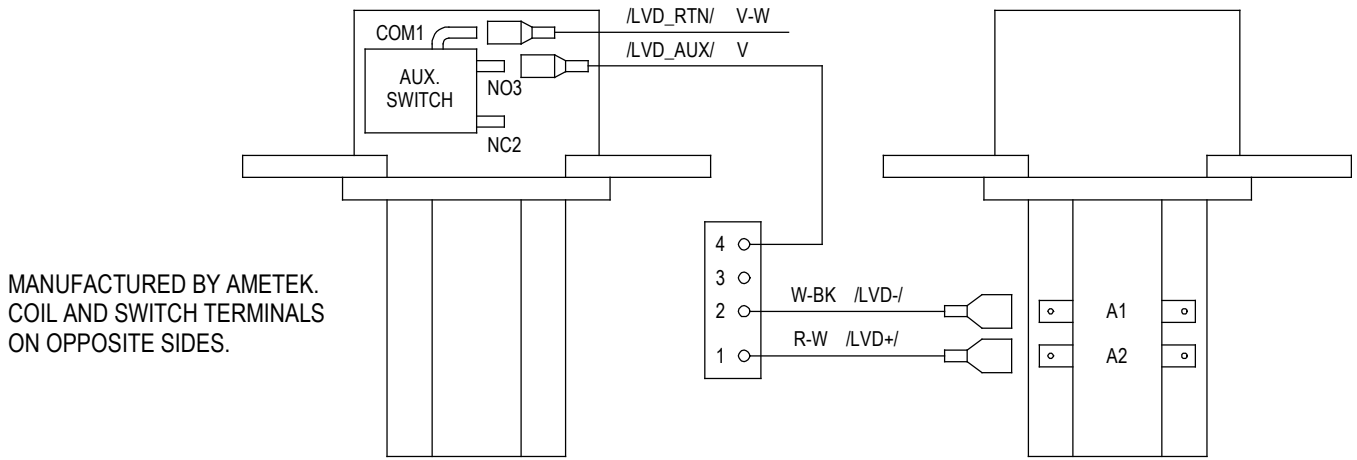 /LVD_RTN/ V-W
COM1
/LVD_AUX/ V
AUX.
SWITCH
NO3
NC2
MANUFACTURED BY AMETEK.
COIL AND SWITCH TERMINALS
ON OPPOSITE SIDES.
4
3
2
1
W-BK /LVD-/
R-W /LVD+/
A1
A2